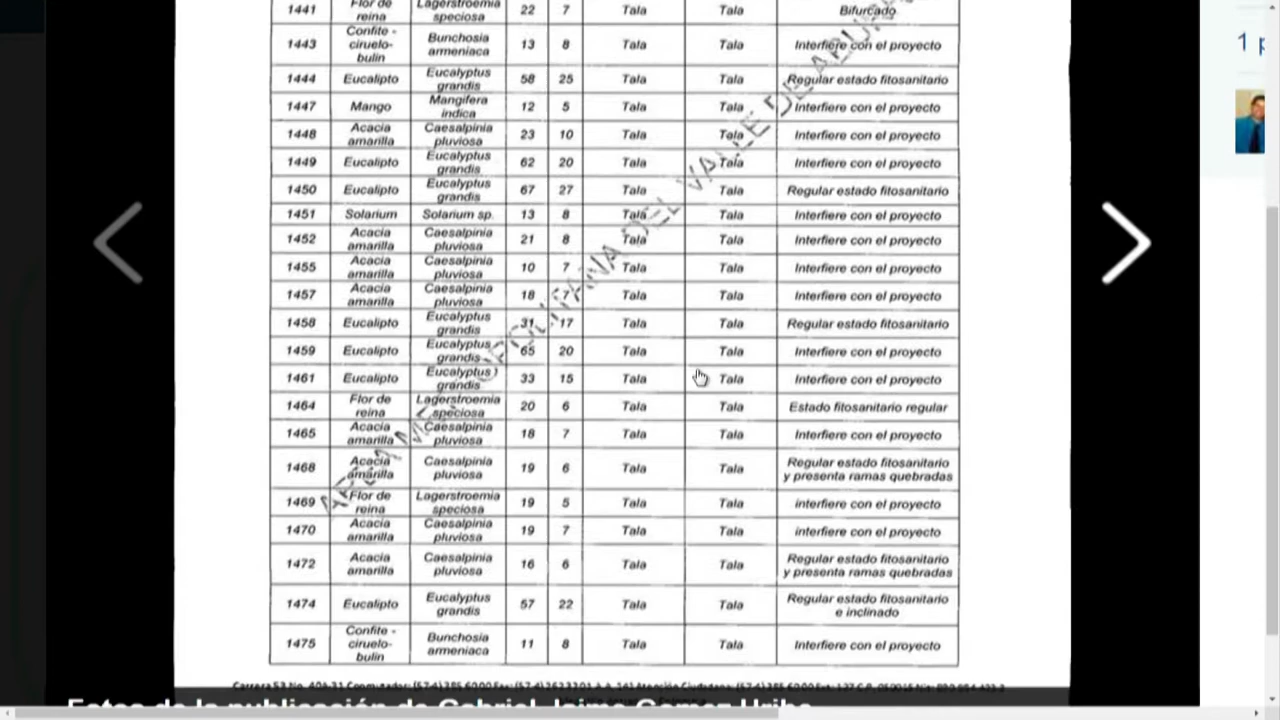 1441 Flor de reina Lagerstroemia speciosa 22 7 Tala Tala Bifurcado
1443 Confite - ciruelo- bulin Bunchosia armeniaca 13 8 Tala Tala Interfiere con el proyecto
1444 Eucalipto Eucalyptus grandis 58 25 Tala Tala Regular estado fitosanitario
1447 Mango Mangifera indica 12 5 Tala Tala Interfiere con el proyecto
1448 Acacia amarilla Caesalpinia pluviosa 23 10 Tala Tala Interfiere con el proyecto
1449 Eucalipto Eucalyptus grandis 62 20 Tala Tala Interfiere con el proyecto
1450 Eucalipto Eucalyptus grandis 67 27 Tala Tala Regular estado fitosanitario
1451 Solarium Solarium sp. 13 8 Tala Tala Interfiere con el proyecto
1452 Acacia amarilla Caesalpinia pluviosa 21 8 Tala Tala Interfiere con el proyecto
1455 Acacia amarilla Caesalpinia pluviosa 10 7 Tala Tala Interfiere con el proyecto
1457 Acacia amarilla Caesalpinia pluviosa 18 7 Tala Tala Interfiere con el proyecto
1458 Eucalipto Eucalyptus grandis 31 17 Tala Tala Regular estado fitosanitario
1459 Eucalipto Eucalyptus grandis 65 20 Tala Tala Interfiere con el proyecto
1461 Eucalipto Eucalyptus grandis 33 15 Tala Tala Interfiere con el proyecto
1464 Flor de reina Lagerstroemia speciosa 20 6 Tala Tala Estado fitosanitario regular
1465 Acacia amarilla Caesalpinia pluviosa 18 7 Tala Tala Interfiere con el proyecto
1468 Acacia amarilla Caesalpinia pluviosa 19 6 Tala Tala Regular estado fitosanitario y presenta ramas quebradas
1469 Flor de reina Lagerstroemia speciosa 19 5 Tala Tala interfiere con el proyecto
1470 Acacia amarilla Caesalpinia pluviosa 19 7 Tala Tala interfiere con el proyecto
1472 Acacia amarilla Caesalpinia pluviosa 16 6 Tala Tala Regular estado fitosanitario y presenta ramas quebradas
1474 Eucalipto Eucalyptus grandis 57 22 Tala Tala Regular estado fitosanitario e inclinado
1475 Confite - ciruelo- bulin Bunchosia armeniaca 11 8 Tala Tala Interfiere con el proyecto
DEL VALLE DE ABURRA
Fotos de la publicación de Gabriel Jaime
1 p